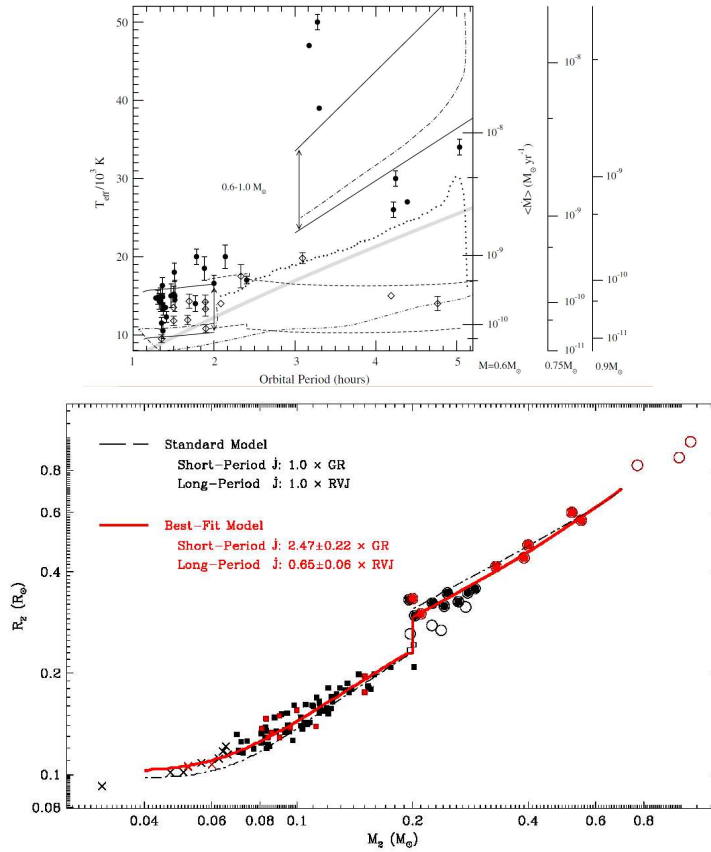 50
40
30
20
10
T_eff/10^3 K
0.6-1.0 M_⊙
1
2
3
4
5
Orbital Period (hours)
10^-8
10^-9
10^-10
M=0.6M_⊙
<Ṁ> (M_⊙ yr^-1)
10^-8
10^-9
10^-10
10^-11
0.75M_⊙
10^-9
10^-10
10^-11
0.9M_⊙
Standard Model
Short-Period J̇: 1.0 × GR
Long-Period J̇: 1.0 × RVJ
Best-Fit Model
Short-Period J̇: 2.47±0.22 × GR
Long-Period J̇: 0.65±0.06 × RVJ
0.8
0.6
0.4
0.2
0.1
0.08
R_2 (R_⊙)
0.04
0.06
0.08
0.1
0.2
0.4
0.6
0.8
M_2 (M_⊙)